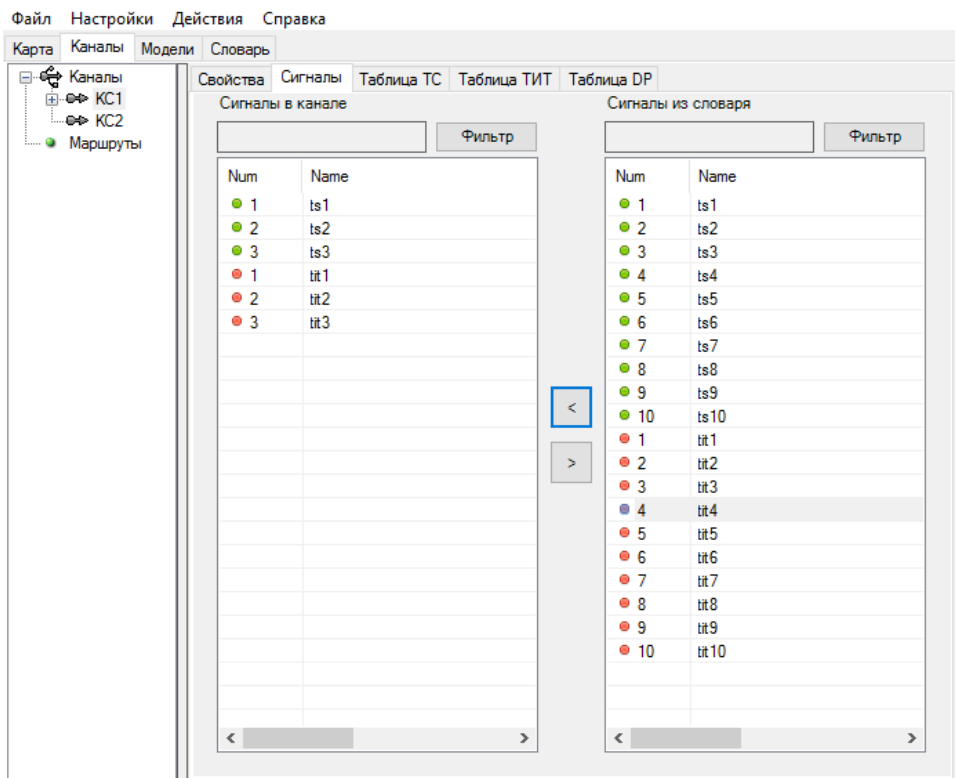 Файл Настройки Действия Справка
Карта Каналы Модели Словарь
Каналы
КС1
КС2
Маршруты
Свойства Сигналы Таблица ТС Таблица ТИТ Таблица DP
Сигналы в канале
Фильтр
Num Name
1 ts1
2 ts2
3 ts3
1 tit1
2 tit2
3 tit3
<
>
Сигналы из словаря
Фильтр
Num Name
1 ts1
2 ts2
3 ts3
4 ts4
5 ts5
6 ts6
7 ts7
8 ts8
9 ts9
10 ts10
1 tit1
2 tit2
3 tit3
4 tit4
5 tit5
6 tit6
7 tit7
8 tit8
9 tit9
10 tit10